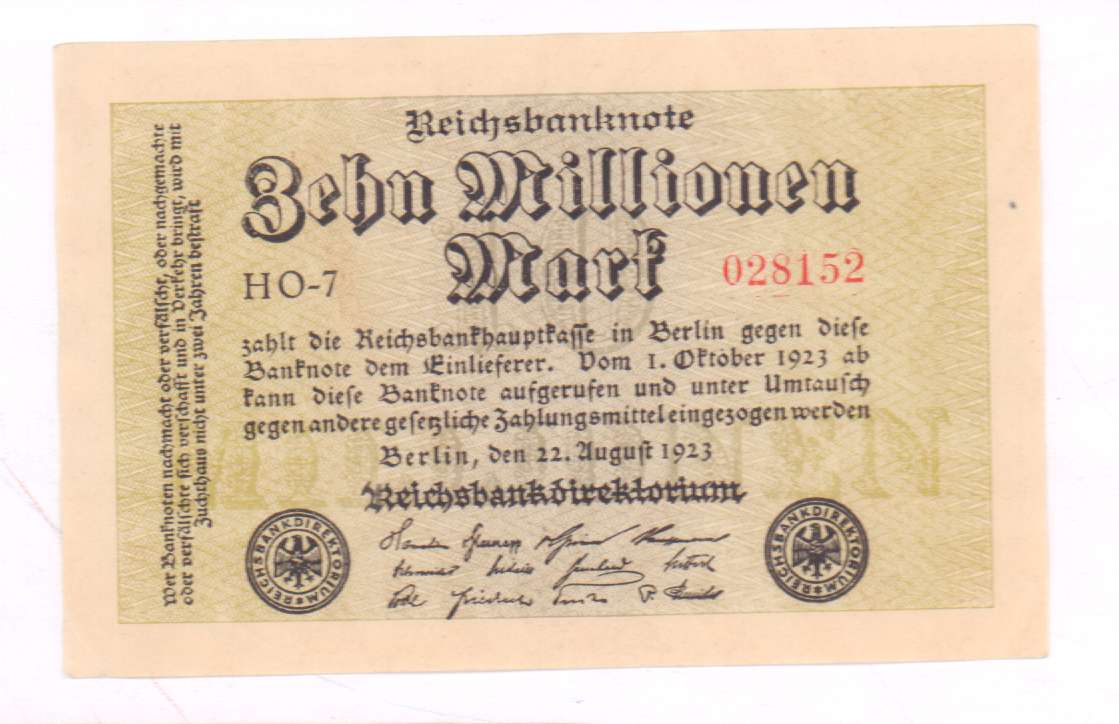 Reichsbanknote
Zehn Millionen
Mark
HO-7
028152
zahlt die Reichsbankhauptkasse in Berlin gegen diese
Banknote dem Einlieferer. Vom 1. Oktober 1923 ab
kann diese Banknote aufgerufen und unter Umtausch
gegen andere gesetzliche Zahlungsmittel eingezogen werden
Berlin, den 22. August 1923
Reichsbankdirektorium
REICHSBANKDIREKTORIUM
REICHSBANKDIREKTORIUM
Wer Banknoten nachmacht oder verfälscht, oder nachgemachte
oder verfälschte sich verschafft und in Verkehr bringt, wird mit
Zuchthaus nicht unter zwei Jahren bestraft